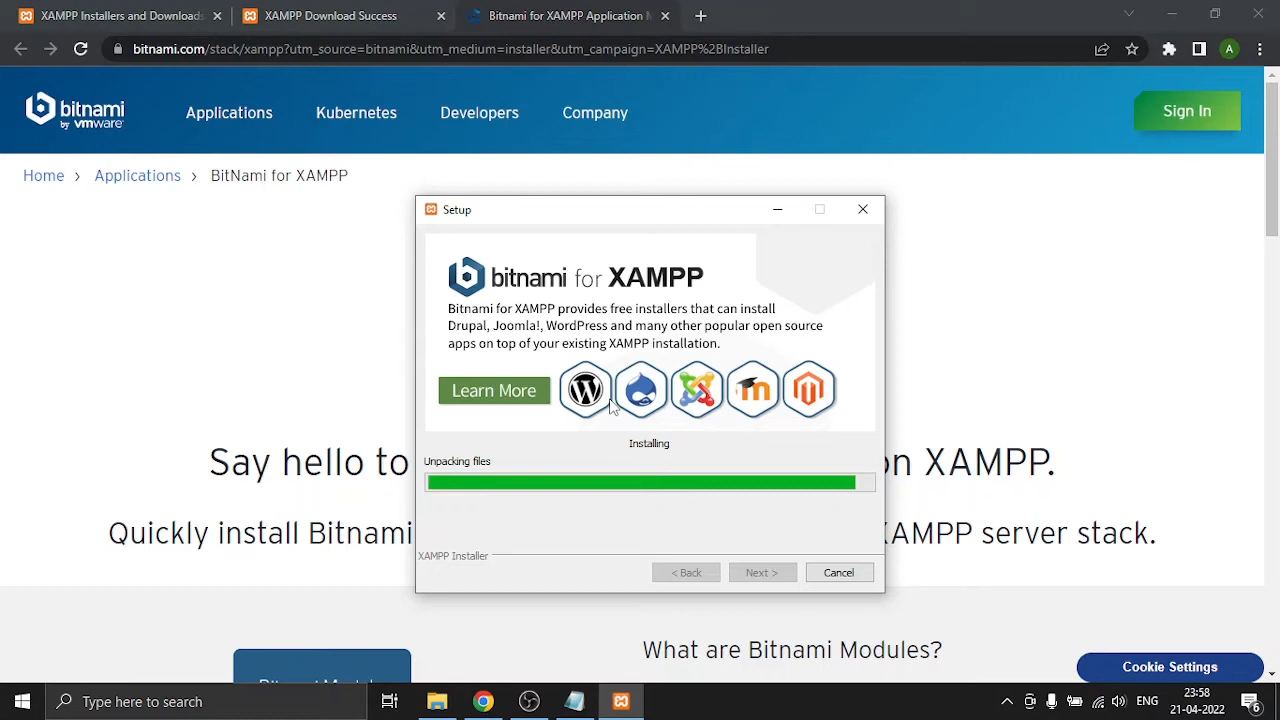 XAMPP Installers and Downloads
XAMPP Download Success
Bitnami for XAMPP Application M
bitnami.com/stack/xampp?utm_source=bitnami&utm_medium=installer&utm_campaign=XAMPP%2BInstaller
A
bitnami
by vmware
Applications
Kubernetes
Developers
Company
Sign In
Home > Applications > BitNami for XAMPP
Setup
bitnami for XAMPP
Bitnami for XAMPP provides free installers that can install
Drupal, Joomla!, WordPress and many other popular open source
apps on top of your existing XAMPP installation.
Learn More
Installing
Unpacking files
Say hello to
on XAMPP.
Quickly install Bitnami
XAMPP server stack.
XAMPP Installer
< Back
Next >
Cancel
What are Bitnami Modules?
Cookie Settings
Type here to search
ENG
23:58
21-04-2022
6